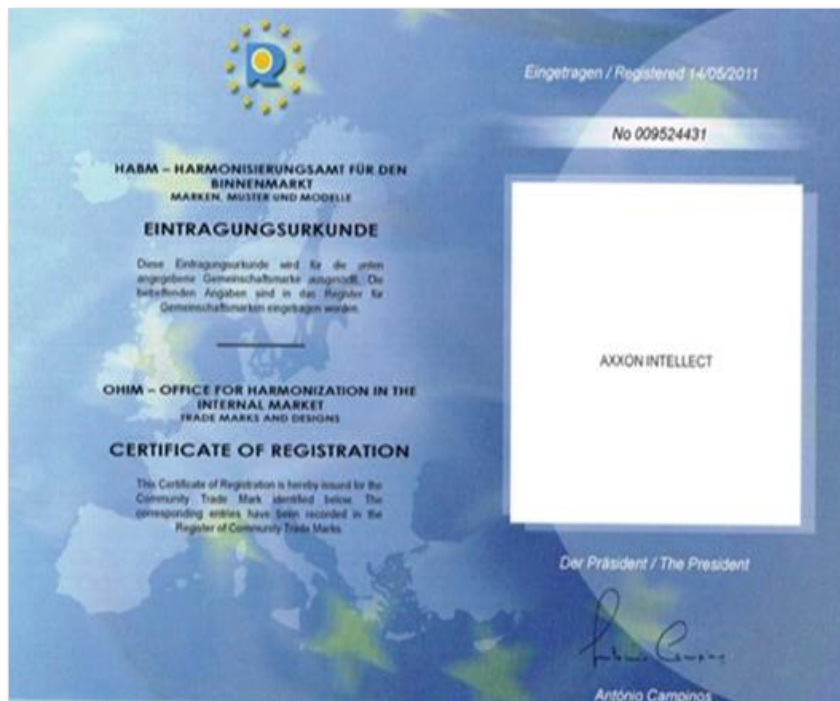 HABM – HARMONISIERUNGSAMT FÜR DEN
BINNENMARKT
MARKEN, MUSTER UND MODELLE
EINTRAGUNGSURKUNDE
Diese Eintragungsurkunde wird für die unten
angegebene Gemeinschaftsmarke ausgestellt. Die
betreffenden Angaben sind in das Register für
Gemeinschaftsmarken eingetragen worden.
OHIM – OFFICE FOR HARMONIZATION IN THE
INTERNAL MARKET
TRADE MARKS AND DESIGNS
CERTIFICATE OF REGISTRATION
This Certificate of Registration is hereby issued for the
Community Trade Mark identified below. The
corresponding entries have been recorded in the
Register of Community Trade Marks.
Eingetragen / Registered 14/05/2011
No 009524431
AXXON INTELLECT
Der Präsident / The President
António Campinos
António Campinos